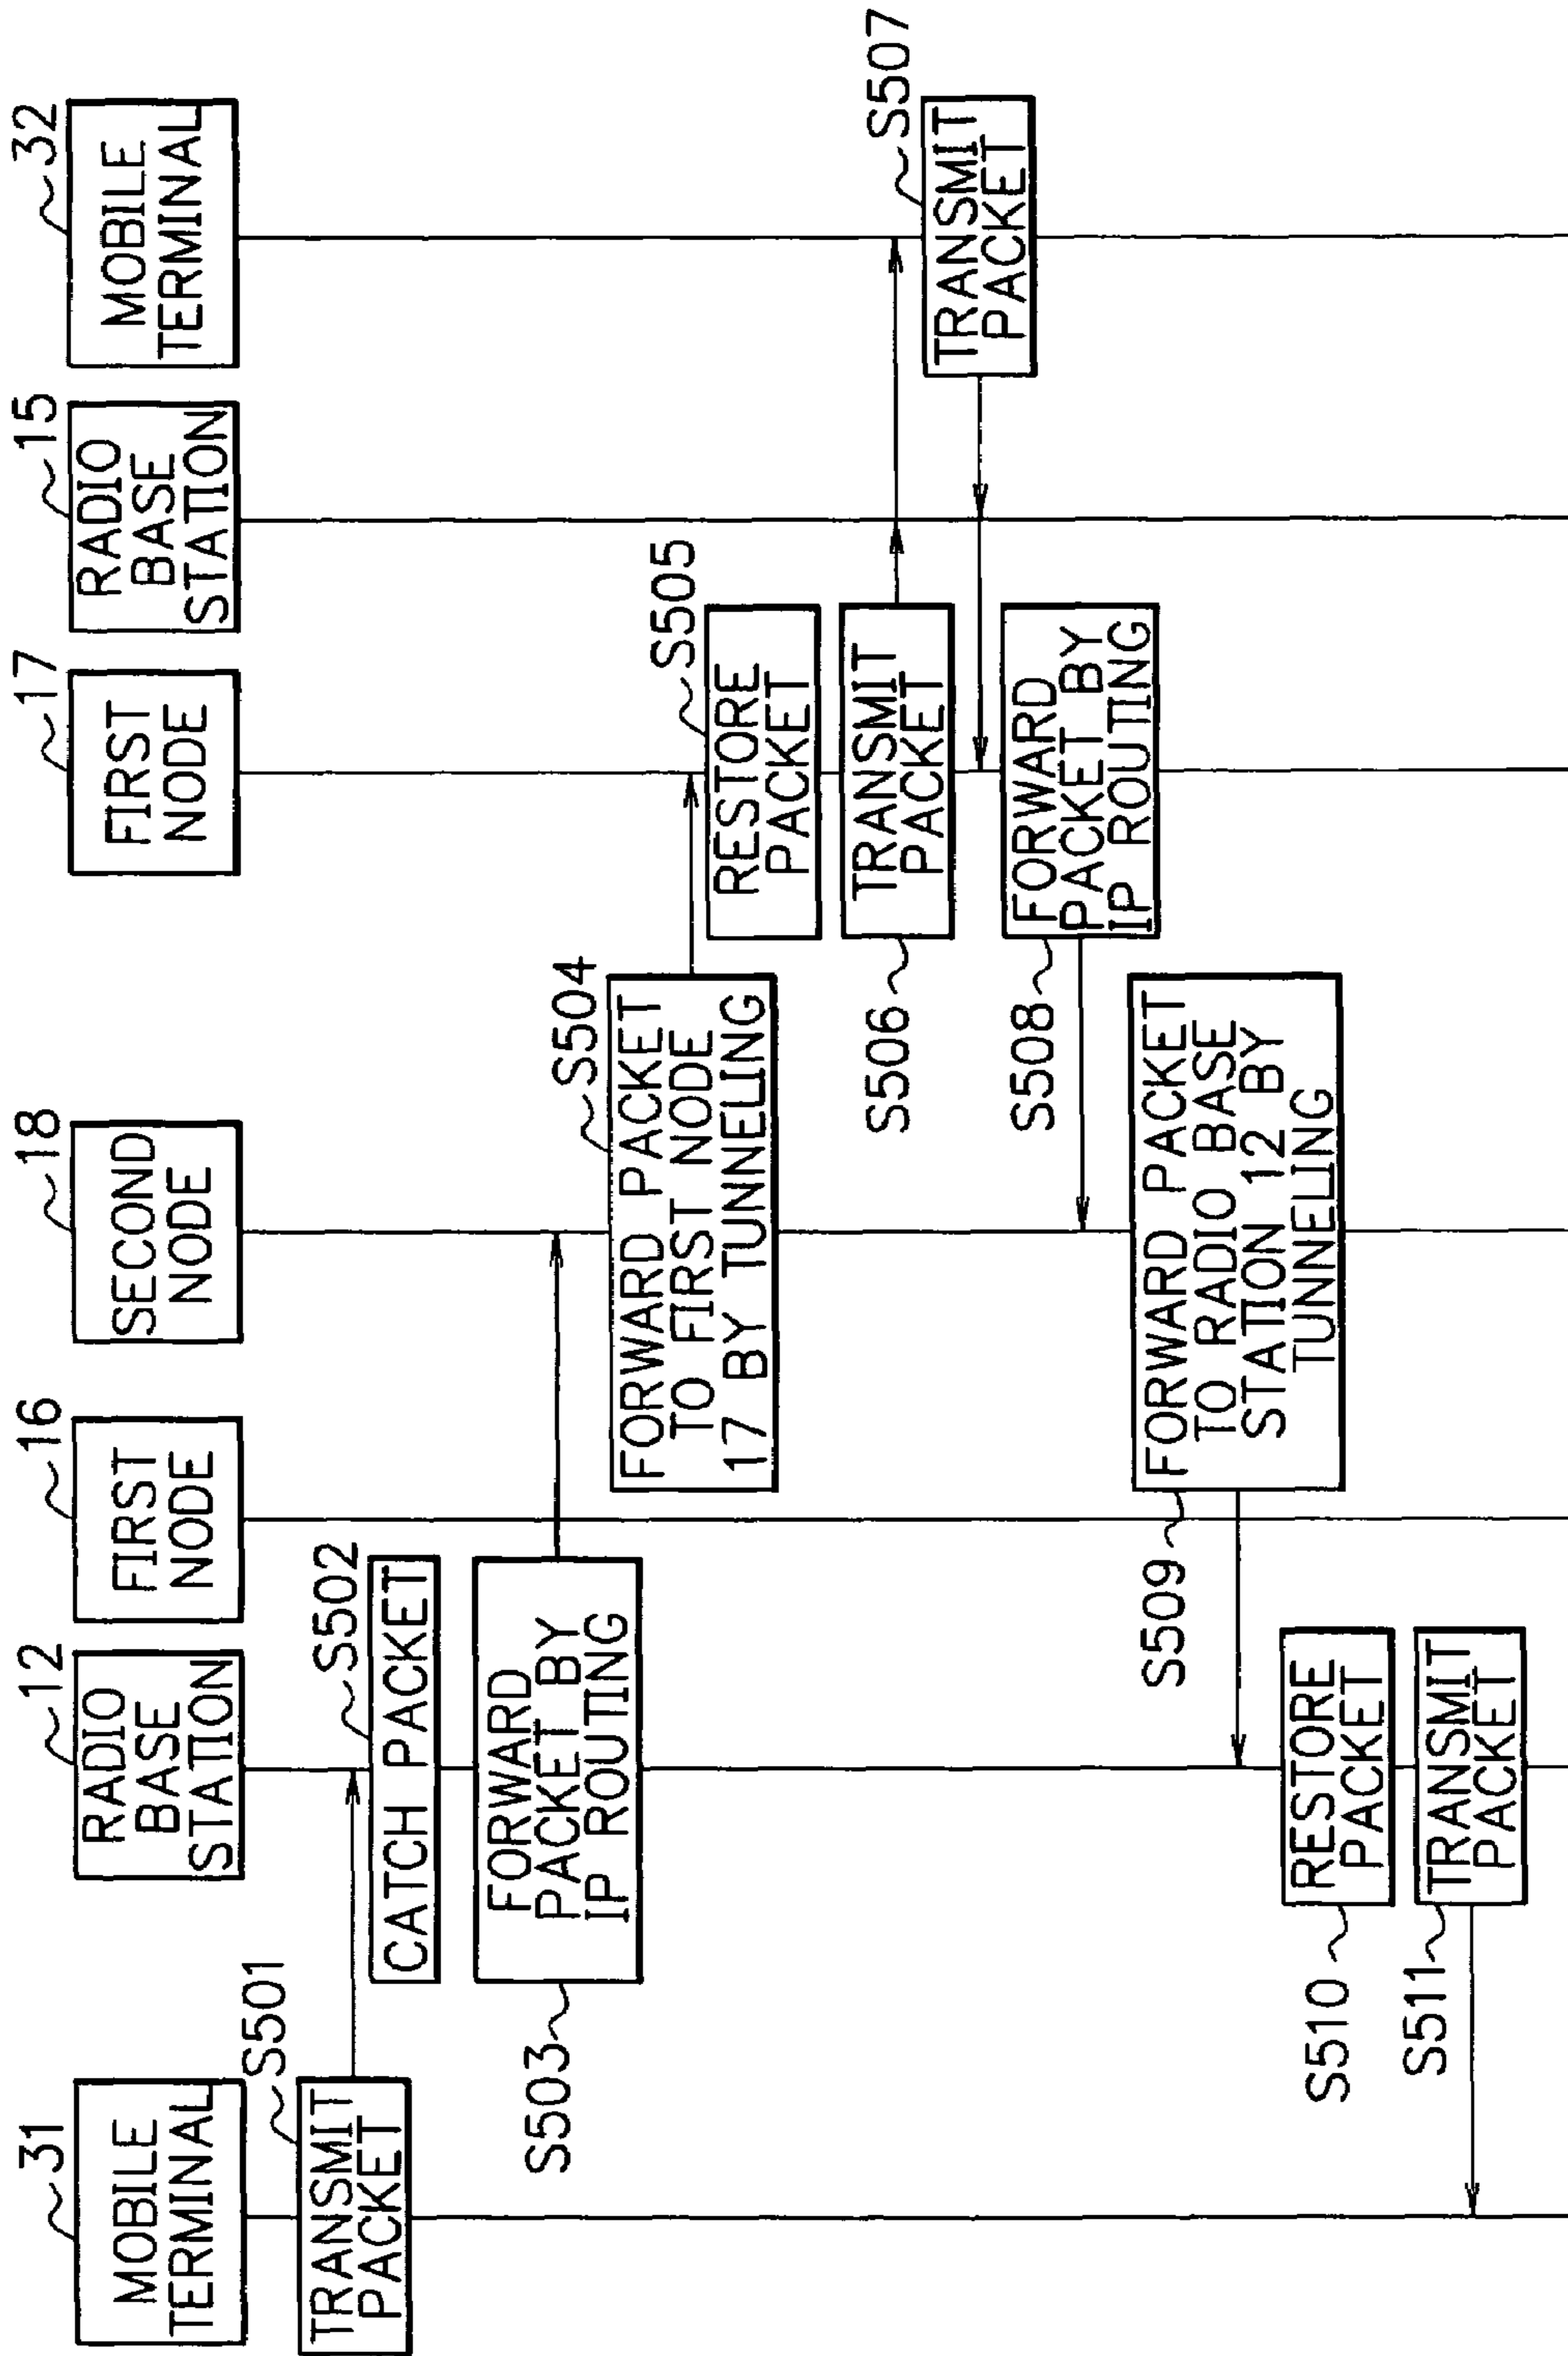 31
MOBILE
TERMINAL
12
RADIO
BASE
STATION
16
FIRST
NODE
18
SECOND
NODE
17
FIRST
NODE
15
RADIO
BASE
STATION
32
MOBILE
TERMINAL
S501
TRANSMIT
PACKET
S502
CATCH PACKET
S503
FORWARD
PACKET BY
IP ROUTING
S504
FORWARD PACKET
TO FIRST NODE
17 BY TUNNELING
S505
RESTORE
PACKET
S506
TRANSMIT
PACKET
S507
TRANSMIT
PACKET
S508
FORWARD
PACKET BY
IP ROUTING
S509
FORWARD PACKET
TO RADIO BASE
STATION 12 BY
TUNNELING
S510
RESTORE
PACKET
S511
TRANSMIT
PACKET